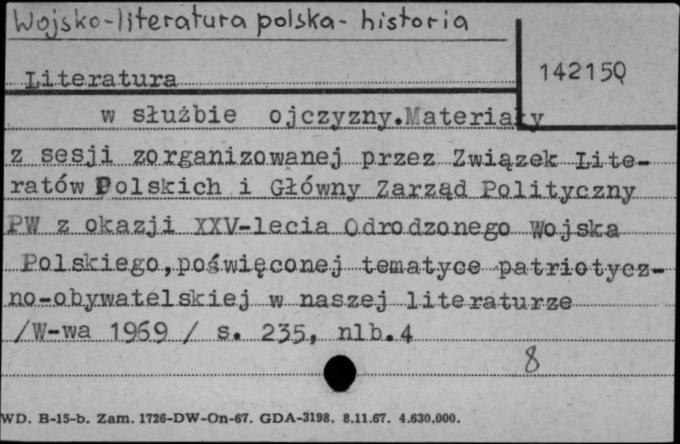 Wojsko-literatura polska - historia
142150
Literatura
w służbie ojczyzny.Materiały
z sesji zorganizowanej przez Związek Lite-
ratów Polskich i Główny Zarząd Polityczny
PW z okazji XXV-lecia Odrodzonego Wojska
Polskiego,poświęconej tematyce patriotycz-
no-obywatelskiej w naszej literaturze
/W-wa 1969 / s. 235, nlb.4
8
WD. B-15-b. Zam. 1726-DW-On-67. GDA-3198. 8.11.67. 4.630.000.